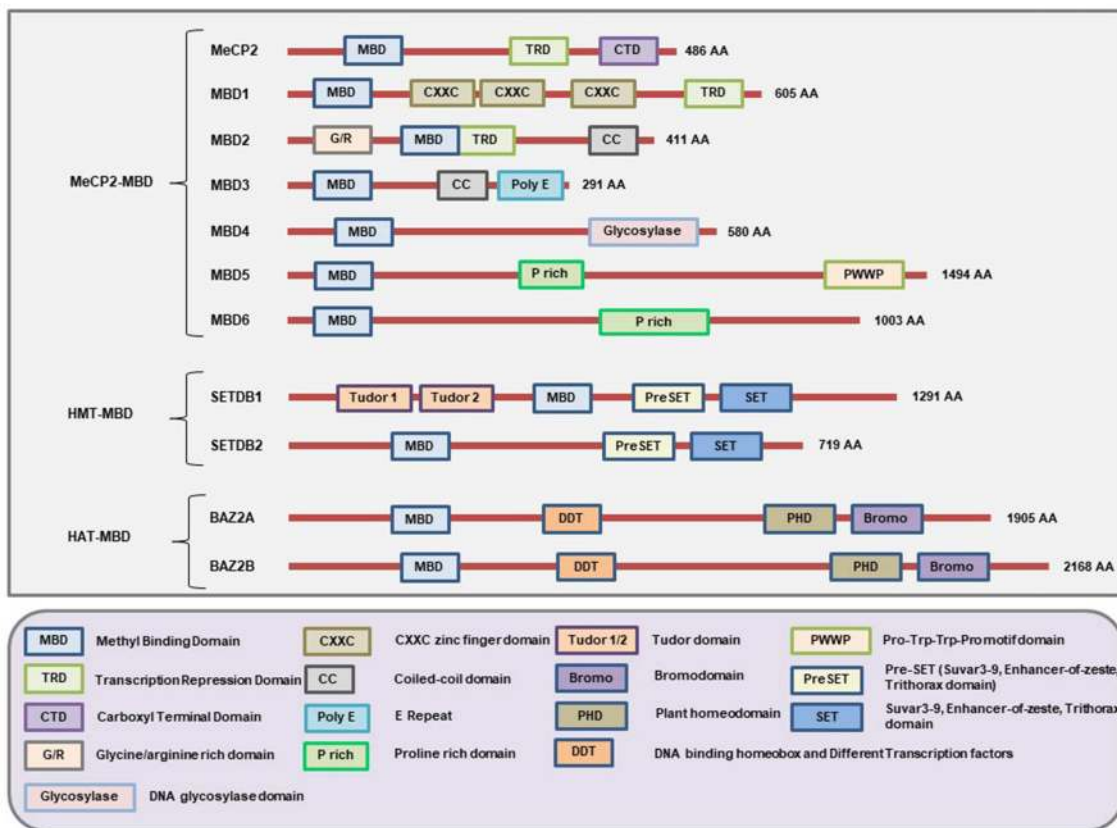 MeCP2 MBD TRD CTD 486 AA
MBD1 MBD CXXC CXXC CXXC TRD 605 AA
MBD2 G/R MBD TRD CC 411 AA
MeCP2-MBD
MBD3 MBD CC Poly E 291 AA
MBD4 MBD Glycosylase 580 AA
MBD5 MBD P rich PWWP 1494 AA
MBD6 MBD P rich 1003 AA
SETDB1 Tudor 1 Tudor 2 MBD PreSET SET 1291 AA
HMT-MBD
SETDB2 MBD PreSET SET 719 AA
BAZ2A MBD DDT PHD Bromo 1905 AA
HAT-MBD
BAZ2B MBD DDT PHD Bromo 2168 AA
MBD Methyl Binding Domain CXXC CXXC zinc finger domain Tudor 1/2 Tudor domain PWWP Pro-Trp-Trp-Pro motif domain
TRD Transcription Repression Domain CC Coiled-coil domain Bromo Bromodomain PreSET Pre-SET (Suvar3-9, Enhancer-of-zeste,
Trithorax domain)
CTD Carboxyl Terminal Domain Poly E E Repeat PHD Plant homeodomain SET Suvar3-9, Enhancer-of-zeste, Trithorax
domain
G/R Glycine/arginine rich domain P rich Proline rich domain DDT DNA binding homeobox and Different Transcription factors
Glycosylase DNA glycosylase domain